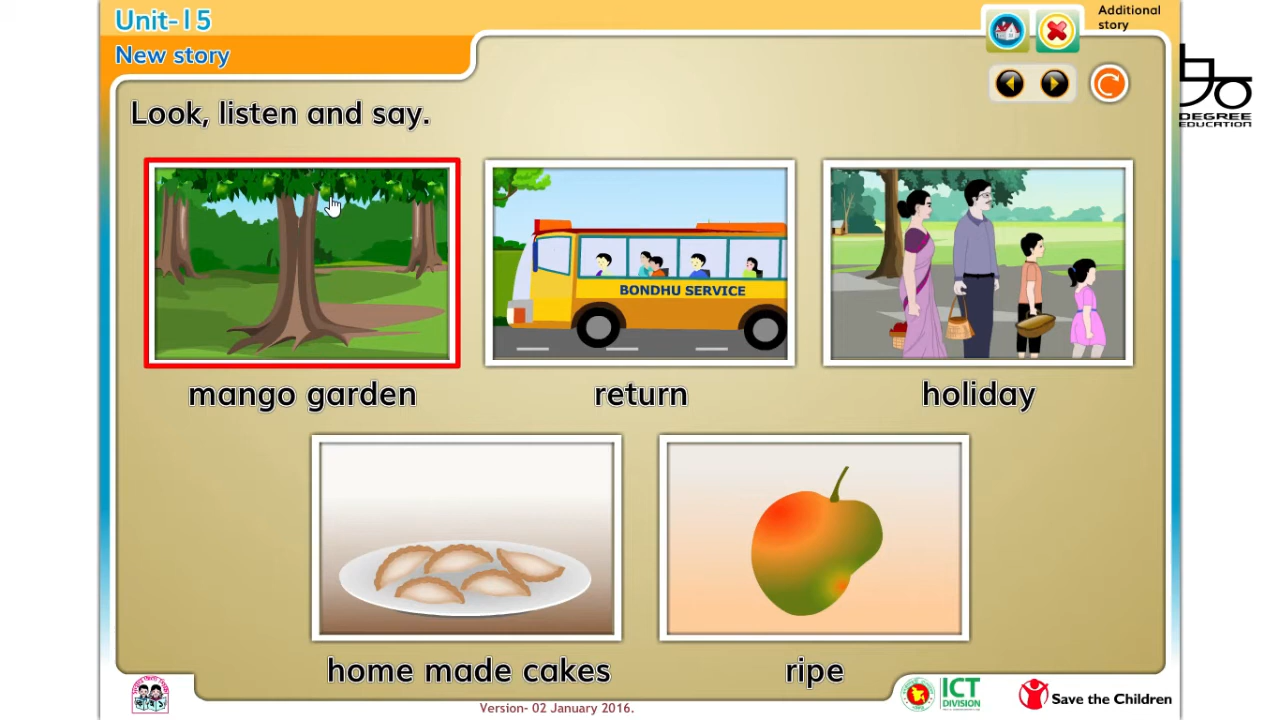 Unit-15
New story
Additional
story
DEGREE
EDUCATION
Look, listen and say.
BONDHU SERVICE
mango garden
return
holiday
home made cakes
ripe
ICT
DIVISION
Save the Children
Version- 02 January 2016.